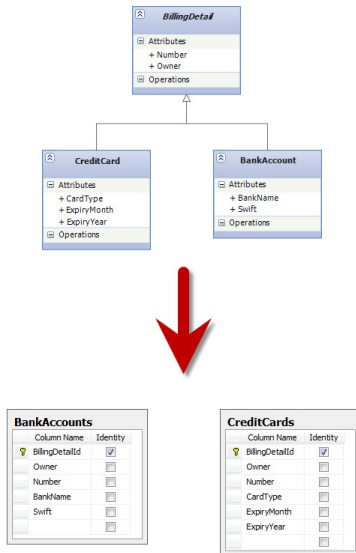 BillingDetail
Attributes
+ Number
+ Owner
Operations
CreditCard
Attributes
+ CardType
+ ExpiryMonth
+ ExpiryYear
Operations
BankAccount
Attributes
+ BankName
+ Swift
Operations
BankAccounts
Column Name Identity
BillingDetailId
Owner
Number
BankName
Swift
CreditCards
Column Name Identity
BillingDetailId
Owner
Number
CardType
ExpiryMonth
ExpiryYear